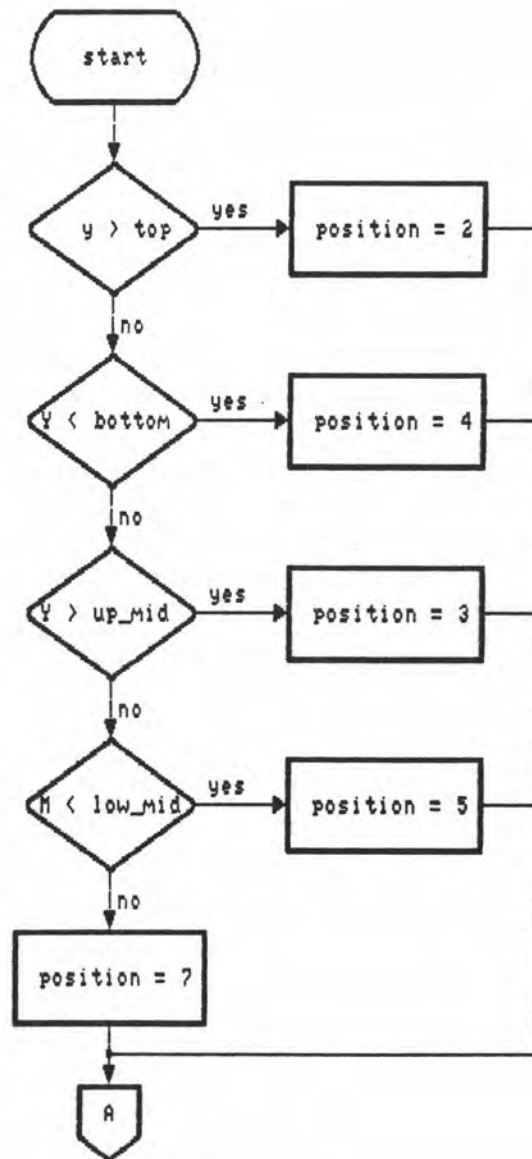 start
y > top
yes
position = 2
no
Y < bottom
yes
position = 4
no
Y > up_mid
yes
position = 3
no
M < low_mid
yes
position = 5
no
position = 7
A